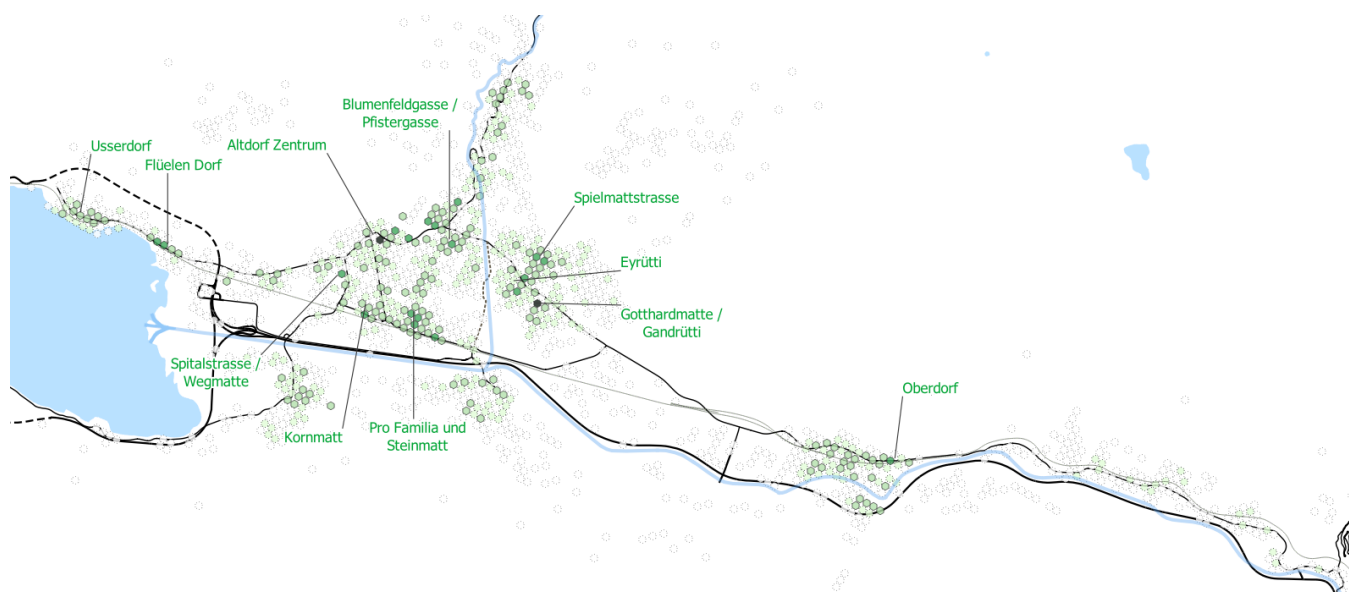 Blumenfeldgasse /
Pfistergasse
Usserdorf
Altdorf Zentrum
Flüelen Dorf
Spielmattstrasse
Eyrütti
Gotthardmatte /
Gandrütti
Spitalstrasse /
Wegmatte
Oberdorf
Kornmatt
Pro Familia und
Steinmatt